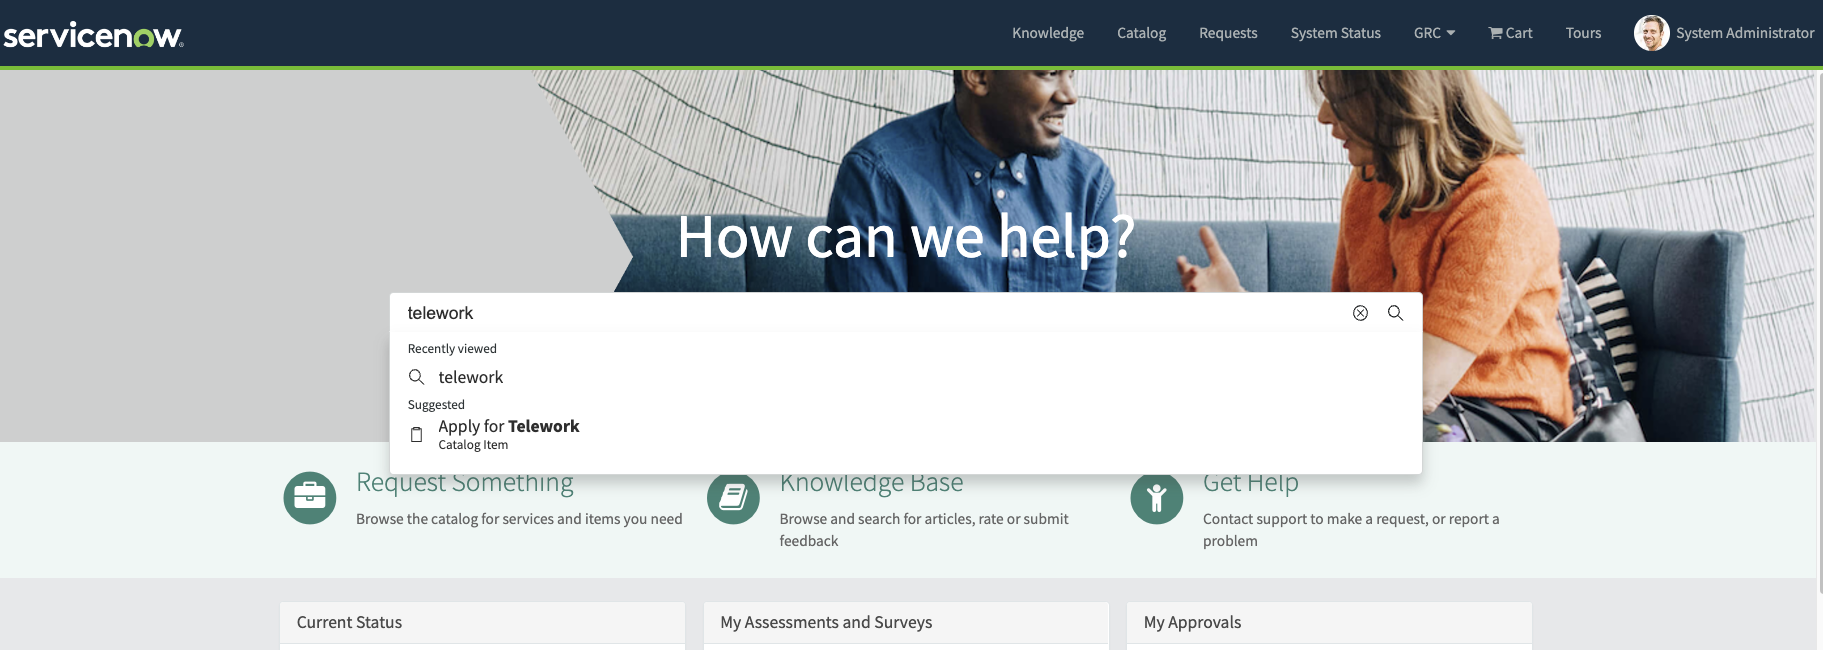 servicenow
Knowledge Catalog Requests System Status GRC Cart Tours System Administrator
How can we help?
telework
Recently viewed
telework
Suggested
Apply for Telework
Catalog Item
Request Something
Browse the catalog for services and items you need
Knowledge Base
Browse and search for articles, rate or submit
feedback
Get Help
Contact support to make a request, or report a
problem
Current Status
My Assessments and Surveys
My Approvals